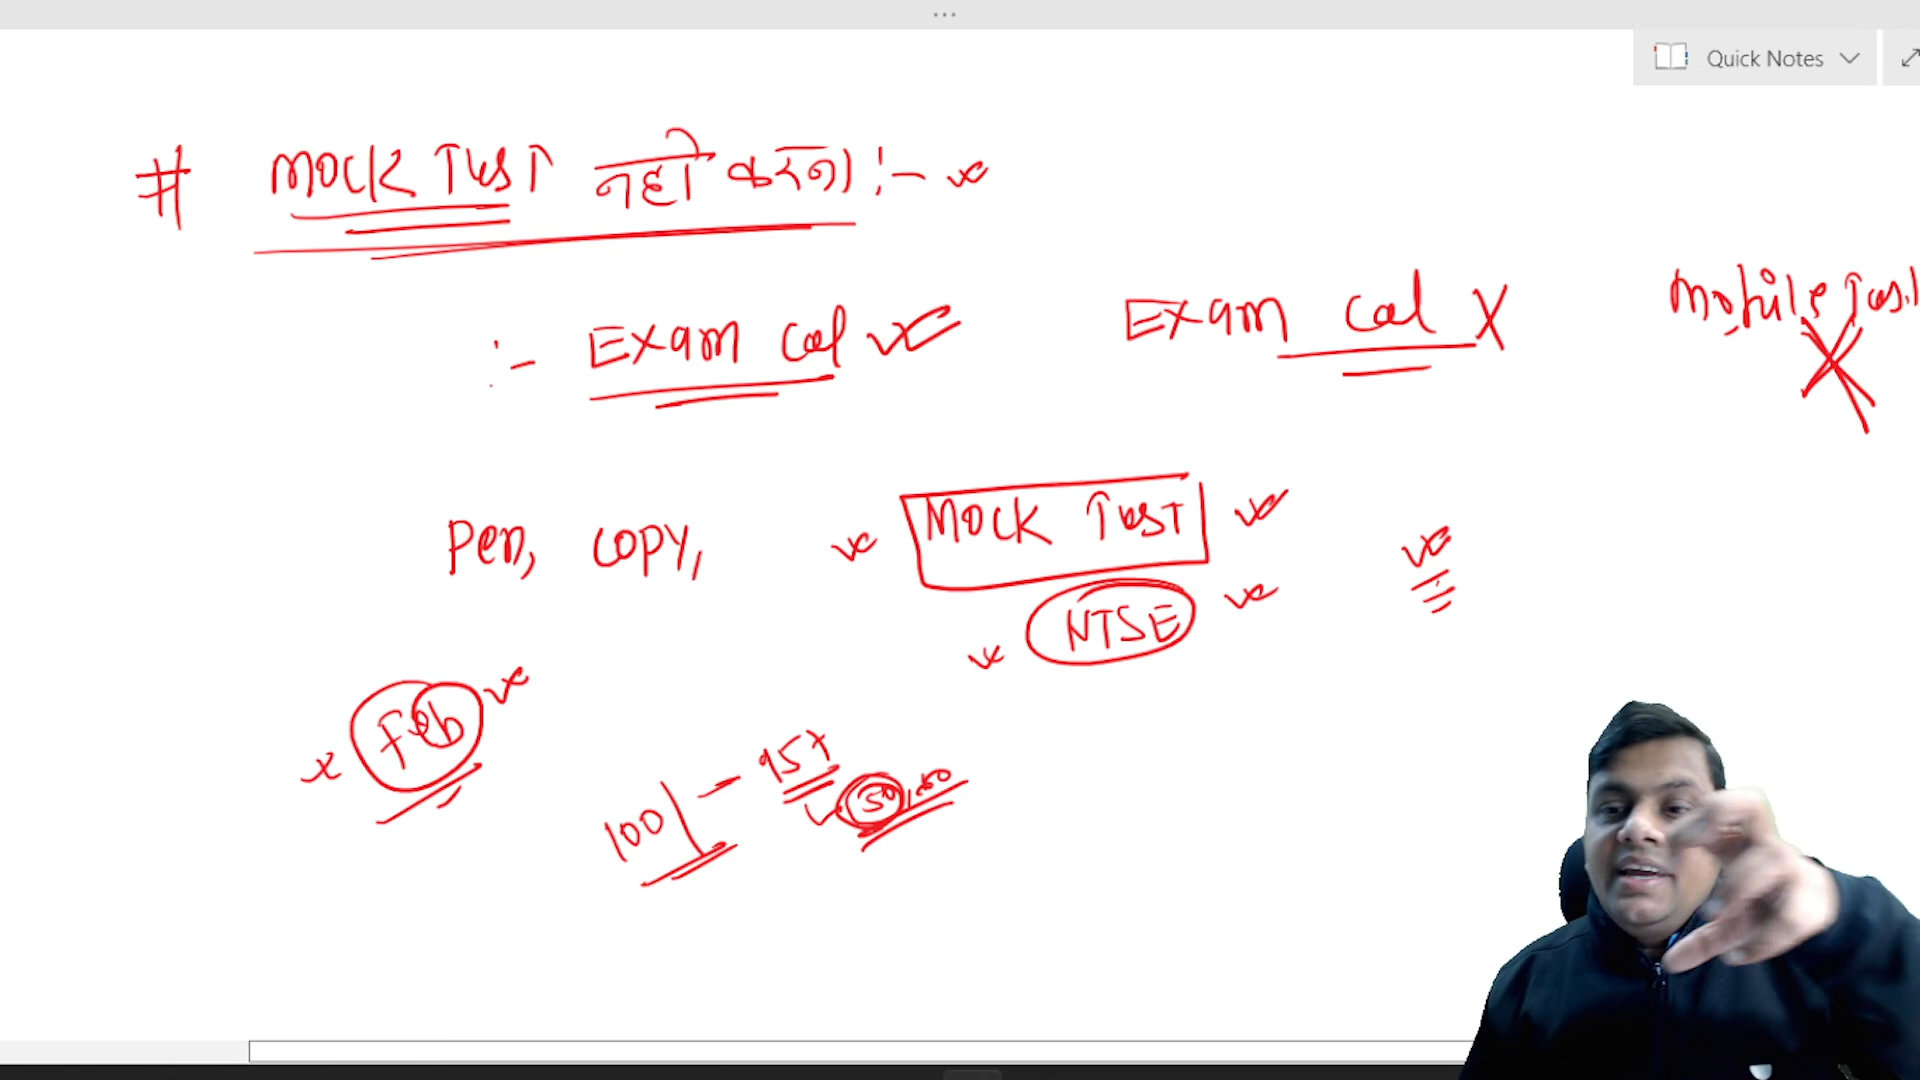 Quick Notes
# MOCK TEST नही करना :-
:- Exam cal Exam cal X Mobile Test
Pen, COPY, MOCK TEST
NTSE
Feb
100 - 95+